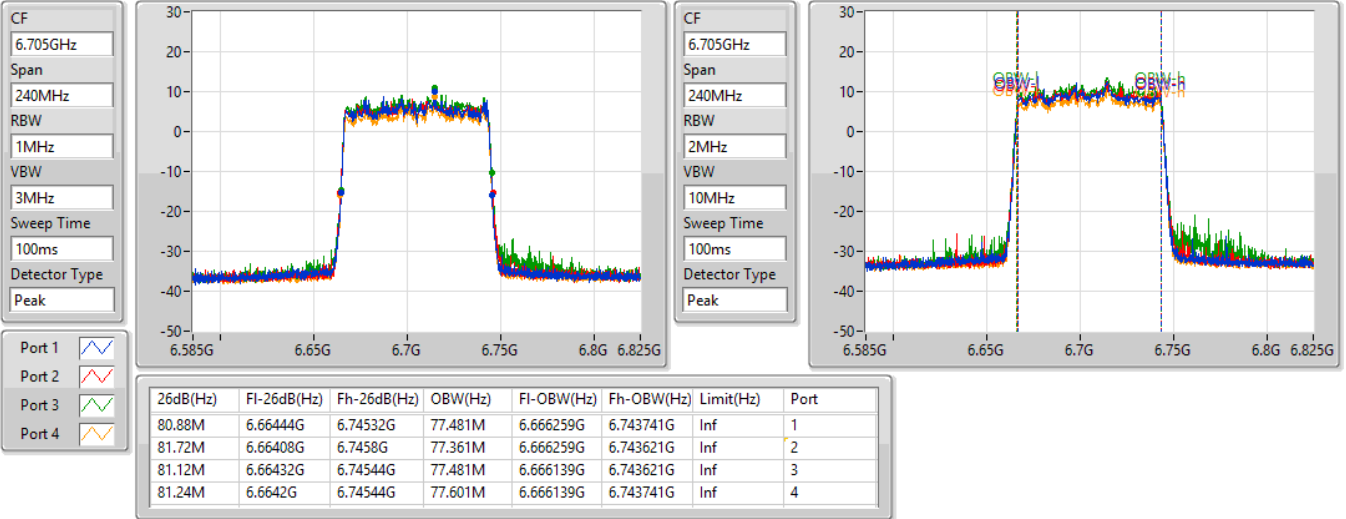 CF
6.705GHz
Span
240MHz
RBW
1MHz
VBW
3MHz
Sweep Time
100ms
Detector Type
Peak
30
20
10
0
-10
-20
-30
-40
-50
6.585G 6.65G 6.7G 6.75G 6.8G 6.825G
CF
6.705GHz
Span
240MHz
RBW
2MHz
VBW
10MHz
Sweep Time
100ms
Detector Type
Peak
30
20
10
0
-10
-20
-30
-40
-50
OBW-l OBW-h
6.585G 6.65G 6.7G 6.75G 6.8G 6.825G
Port 1
Port 2
Port 3
Port 4
26dB(Hz) Fl-26dB(Hz) Fh-26dB(Hz) OBW(Hz) Fl-OBW(Hz) Fh-OBW(Hz) Limit(Hz) Port
80.88M 6.66444G 6.74532G 77.481M 6.666259G 6.743741G Inf 1
81.72M 6.66408G 6.7458G 77.361M 6.666259G 6.743621G Inf 2
81.12M 6.66432G 6.74544G 77.481M 6.666139G 6.743621G Inf 3
81.24M 6.6642G 6.74544G 77.601M 6.666139G 6.743741G Inf 4